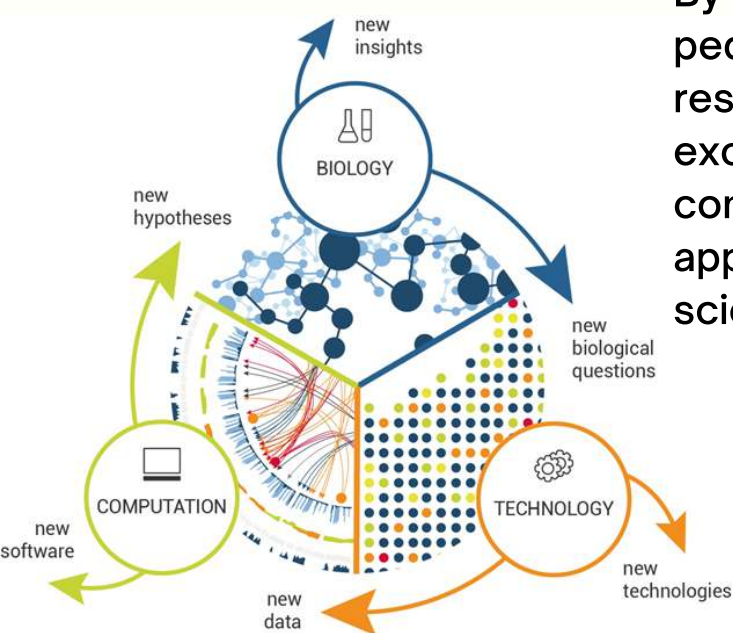 new
insights
BIOLOGY
new
hypotheses
new
biological
questions
COMPUTATION
TECHNOLOGY
new
software
new
technologies
new
data